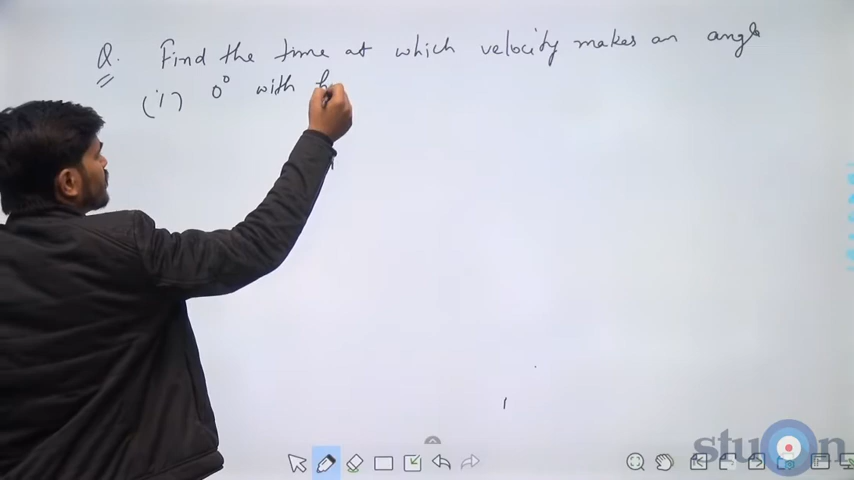 Q. Find the time at which velocity makes an angle
(i) 0° with h